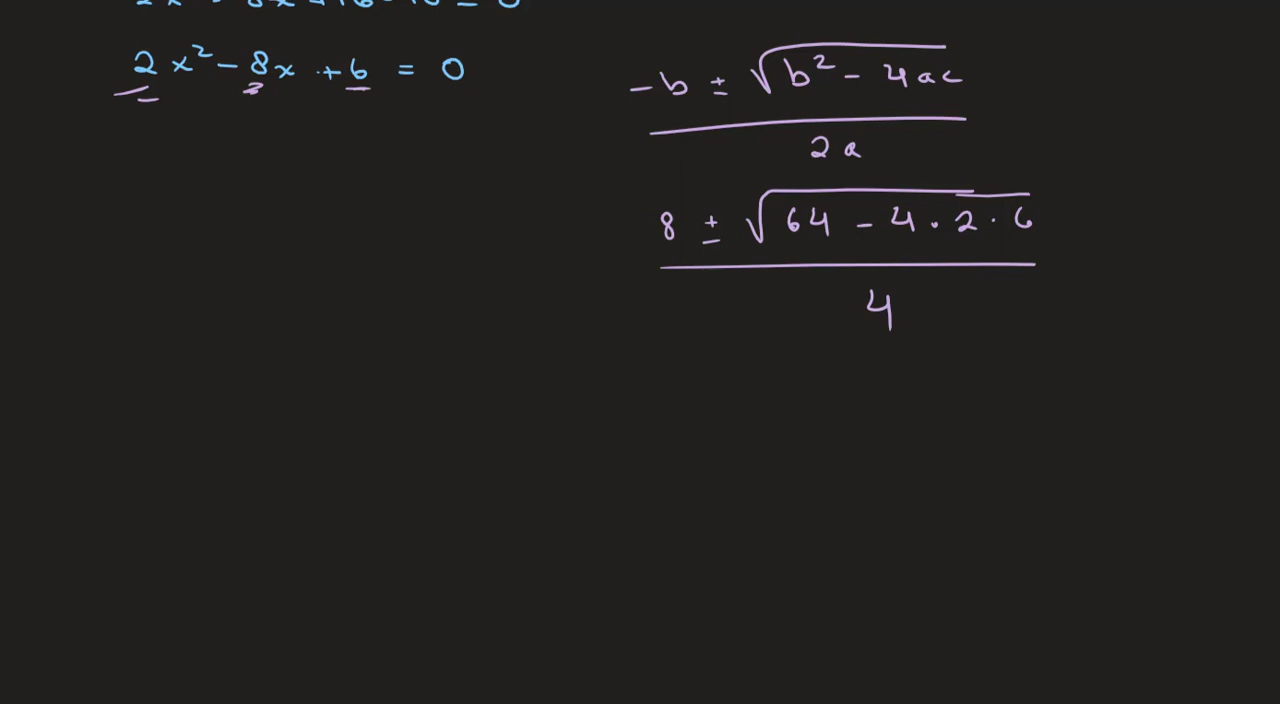 2x² - 8x + 6 = 0
-b ± √(b² - 4ac)
2a
8 ± √(64 - 4 · 2 · 6)
4